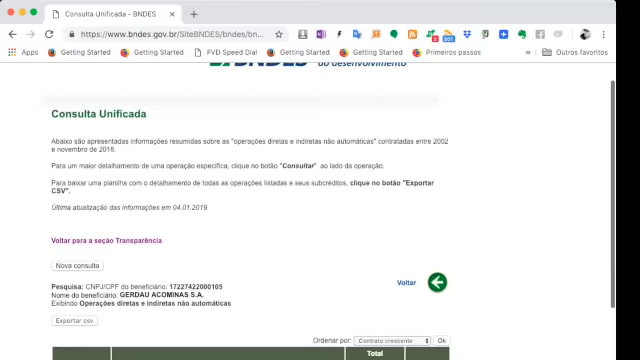 Consulta Unificada - BNDES
https://www.bndes.gov.br/SiteBNDES/bndes/bn...
Apps Getting Started Getting Started FVD Speed Dial Getting Started Getting Started Primeiros passos » Outros favoritos
BNDES
do desenvolvimento
Consulta Unificada
Abaixo são apresentadas informações resumidas sobre as "operações diretas e indiretas não automáticas" contratadas entre 2002
e novembro de 2018.
Para um maior detalhamento de uma operação específica, clique no botão "Consultar" ao lado da operação.
Para baixar uma planilha com o detalhamento de todas as operações listadas e seus subcréditos, clique no botão "Exportar
CSV".
Última atualização das informações em 04.01.2019.
Voltar para a seção Transparência
Nova consulta
Pesquisa: CNPJ/CPF do beneficiário: 17227422000105
Voltar
Nome do beneficiário: GERDAU ACOMINAS S.A.
Exibindo Operações diretas e indiretas não automáticas
Exportar csv
Ordenar por: Contrato crescente Ok
Total